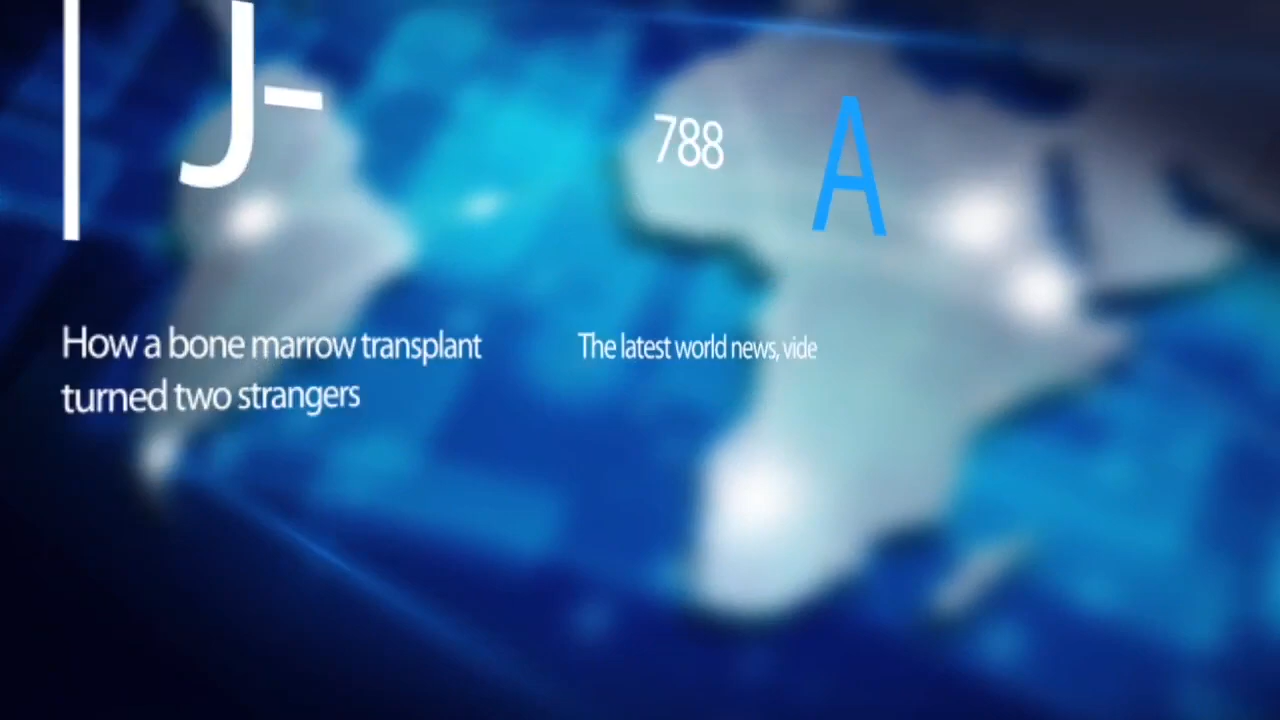 J-
788
A
How a bone marrow transplant
turned two strangers
The latest world news, vide